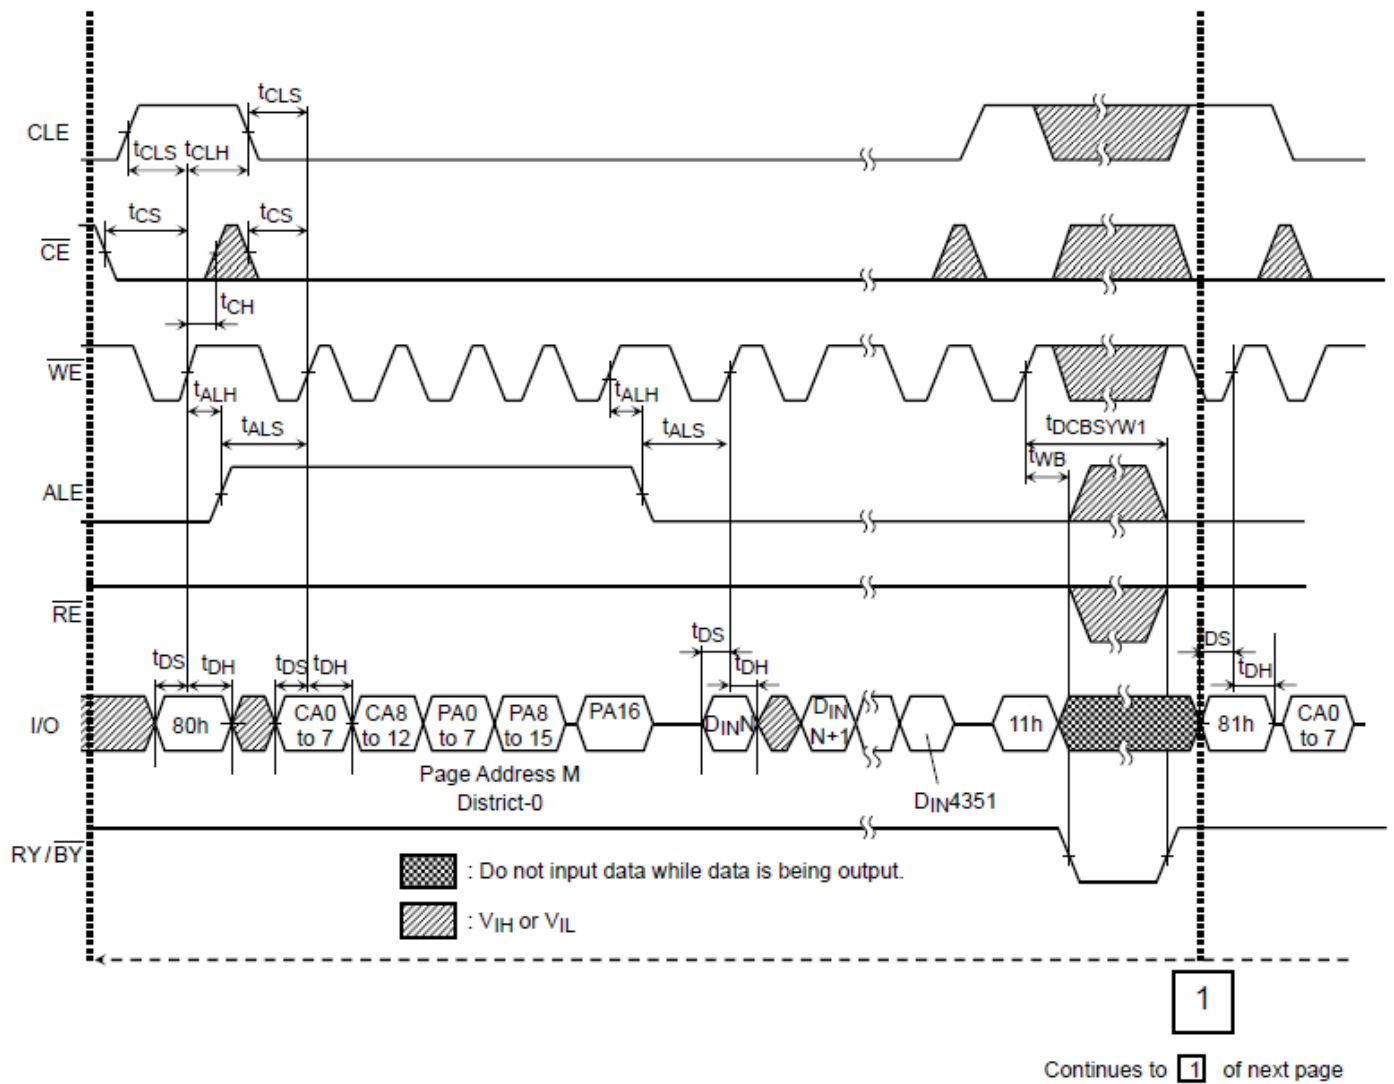 tCLS
CLE
tCLS tCLH
tCS tCS
CE
tCH
WE
tALH tALH
tALS tALS tDCBSYW1
tWB
ALE
RE
tDS DS
tDS tDH tDS tDH tDH tDH
I/O 80h CA0 to 7 CA8 to 12 PA0 to 7 PA8 to 15 PA16 DINN DIN N+1 11h 81h CA0 to 7
Page Address M
District-0
DIN4351
RY/BY
: Do not input data while data is being output.
: VIH or VIL
1
Continues to 1 of next page